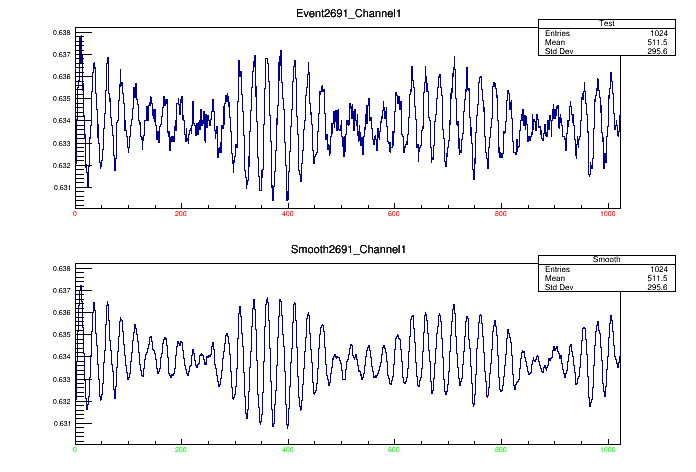 Event2691_Channel1
Test
Entries 1024
Mean 511.5
Std Dev 295.6
0.638
0.637
0.636
0.635
0.634
0.633
0.632
0.631
0 200 400 600 800 1000
Smooth2691_Channel1
Smooth
Entries 1024
Mean 511.5
Std Dev 295.6
0.638
0.637
0.636
0.635
0.634
0.633
0.632
0.631
0 200 400 600 800 1000